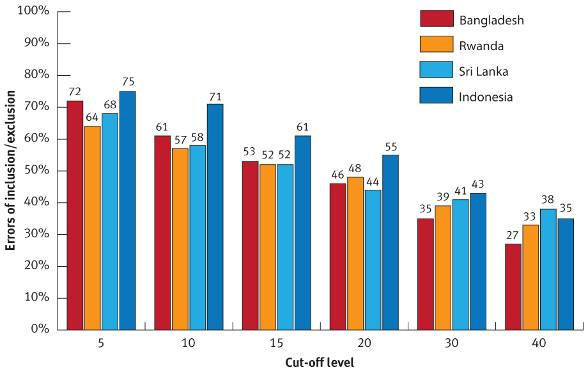 100%
90%
80%
70%
60%
50%
40%
30%
20%
10%
0%
Errors of inclusion/exclusion
Bangladesh
Rwanda
Sri Lanka
Indonesia
72 64 68 75
61 57 58 71
53 52 52 61
46 48 44 55
35 39 41 43
27 33 38 35
5 10 15 20 30 40
Cut-off level